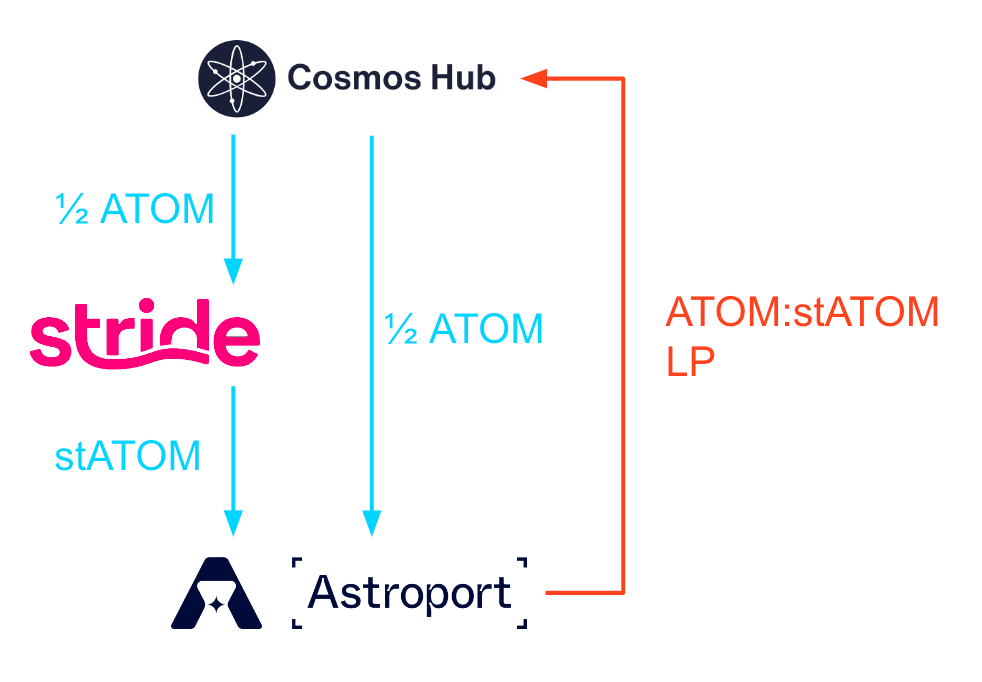 Cosmos Hub
½ ATOM
stride
½ ATOM
ATOM:stATOM
LP
stATOM
Astroport